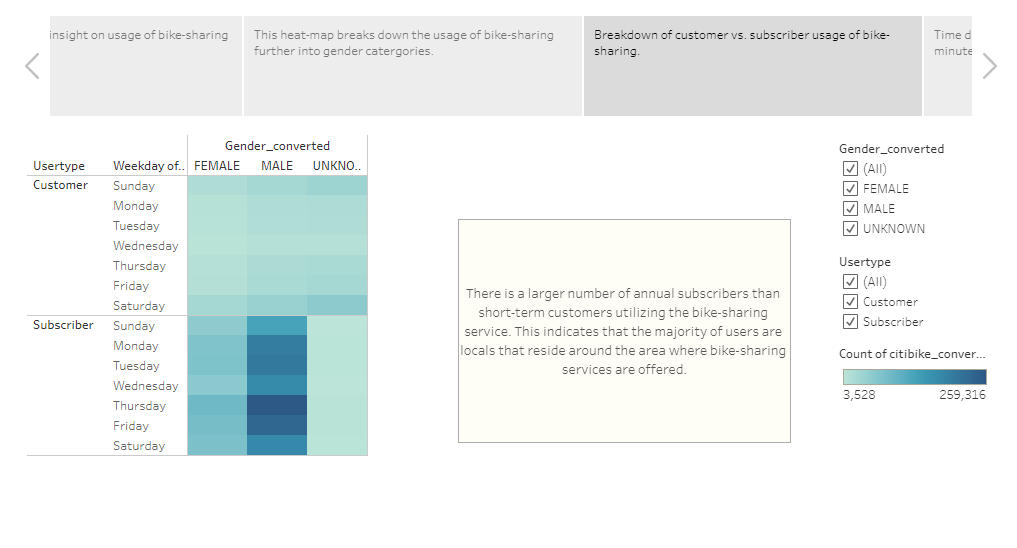 insight on usage of bike-sharing
This heat-map breaks down the usage of bike-sharing
further into gender catergories.
Breakdown of customer vs. subscriber usage of bike-
sharing.
Time d
minute
Gender_converted
Usertype Weekday of.. FEMALE MALE UNKNO..
Customer Sunday
Monday
Tuesday
Wednesday
Thursday
Friday
Saturday
Subscriber Sunday
Monday
Tuesday
Wednesday
Thursday
Friday
Saturday
There is a larger number of annual subscribers than
short-term customers utilizing the bike-sharing
service. This indicates that the majority of users are
locals that reside around the area where bike-sharing
services are offered.
Gender_converted
(All)
FEMALE
MALE
UNKNOWN
Usertype
(All)
Customer
Subscriber
Count of citibike_conver...
3,528 259,316